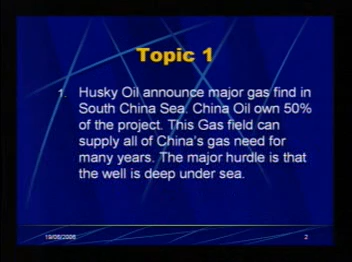 Topic 1
1. Husky Oil announce major gas find in
South China Sea. China Oil own 50%
of the project. This Gas field can
supply all of China's gas need for
many years. The major hurdle is that
the well is deep under sea.
19/06/2006
2